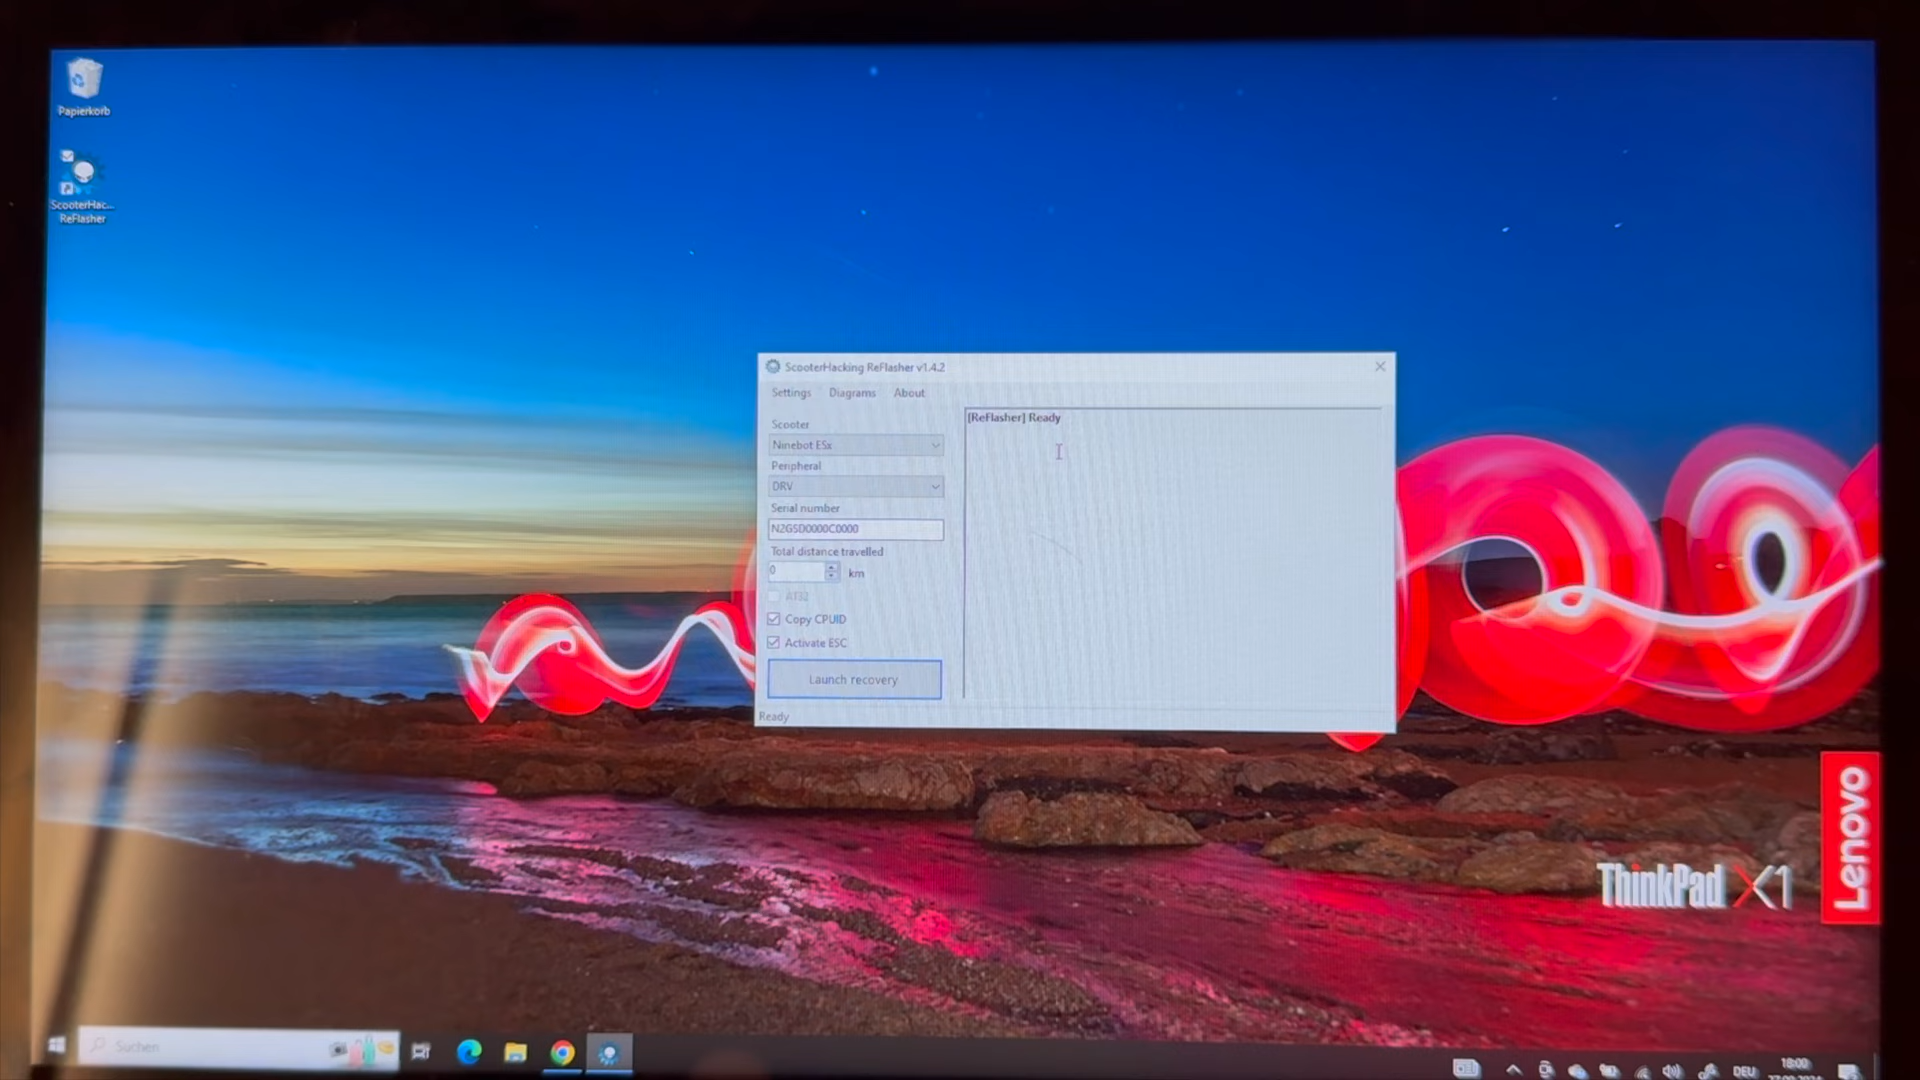 Papierkorb
ScooterHac...
ReFlasher
ScooterHacking ReFlasher v1.4.2
Settings Diagrams About
Scooter
Ninebot ESx
Peripheral
DRV
Serial number
N2GSD0000C0000
Total distance travelled
0 km
AT32
Copy CPUID
Activate ESC
Launch recovery
Ready
[ReFlasher] Ready
ThinkPad X1
Lenovo
Suchen
DEU
18:00